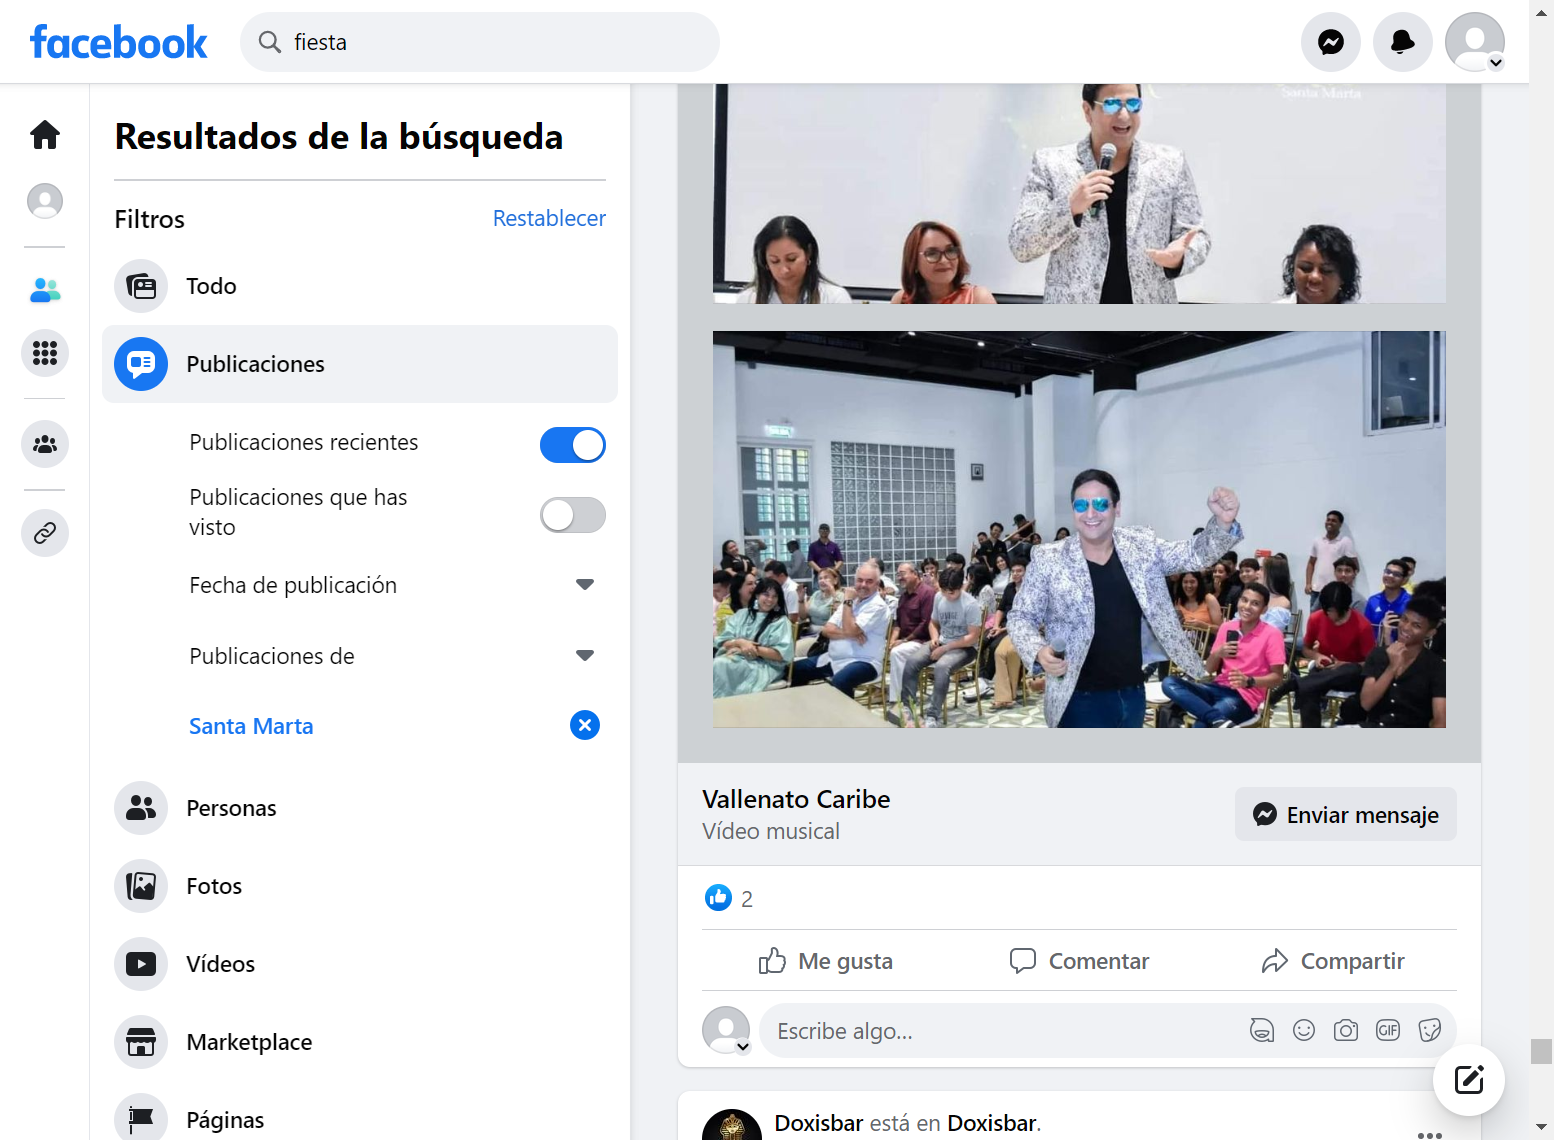 facebook
fiesta
Resultados de la búsqueda
Filtros
Restablecer
Todo
Publicaciones
Publicaciones recientes
Publicaciones que has
visto
Fecha de publicación
Publicaciones de
Santa Marta
Personas
Fotos
Vídeos
Marketplace
Páginas
Santa Marta
Vallenato Caribe
Vídeo musical
Enviar mensaje
2
Me gusta
Comentar
Compartir
Escribe algo...
GIF
Doxisbar está en Doxisbar.